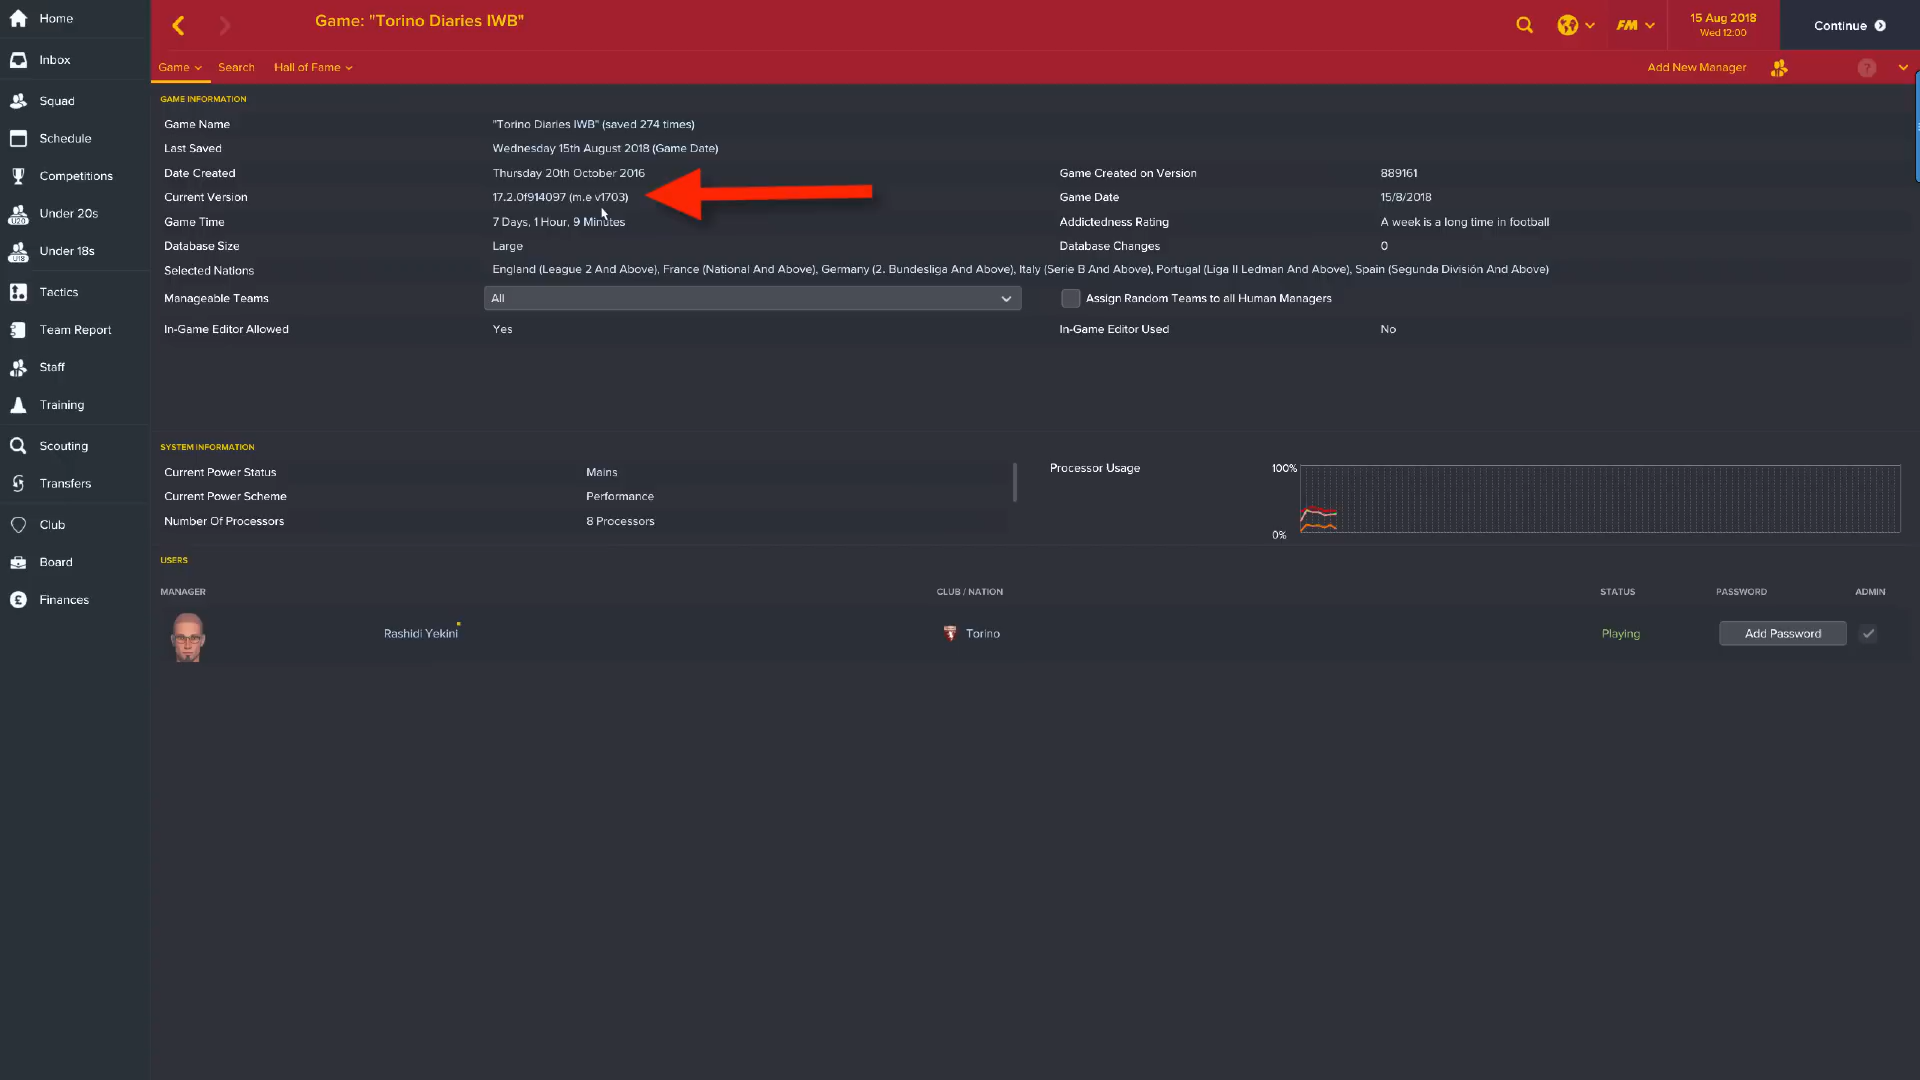 Home
Inbox
Squad
Schedule
Competitions
Under 20s
Under 18s
Tactics
Team Report
Staff
Training
Scouting
Transfers
Club
Board
Finances
Game: "Torino Diaries IWB"
FM
15 Aug 2018
Wed 12:00
Continue
Game Search Hall of Fame
Add New Manager
GAME INFORMATION
Game Name "Torino Diaries IWB" (saved 274 times)
Last Saved Wednesday 15th August 2018 (Game Date)
Date Created Thursday 20th October 2016 Game Created on Version 889161
Current Version 17.2.0f914097 (m.e v1703) Game Date 15/8/2018
Game Time 7 Days, 1 Hour, 9 Minutes Addictedness Rating A week is a long time in football
Database Size Large Database Changes 0
Selected Nations England (League 2 And Above), France (National And Above), Germany (2. Bundesliga And Above), Italy (Serie B And Above), Portugal (Liga II Ledman And Above), Spain (Segunda División And Above)
Manageable Teams All Assign Random Teams to all Human Managers
In-Game Editor Allowed Yes In-Game Editor Used No
SYSTEM INFORMATION
Current Power Status Mains
Current Power Scheme Performance
Number Of Processors 8 Processors
Processor Usage 100%
0%
USERS
MANAGER CLUB / NATION STATUS PASSWORD ADMIN
Rashidi Yekini Torino Playing Add Password